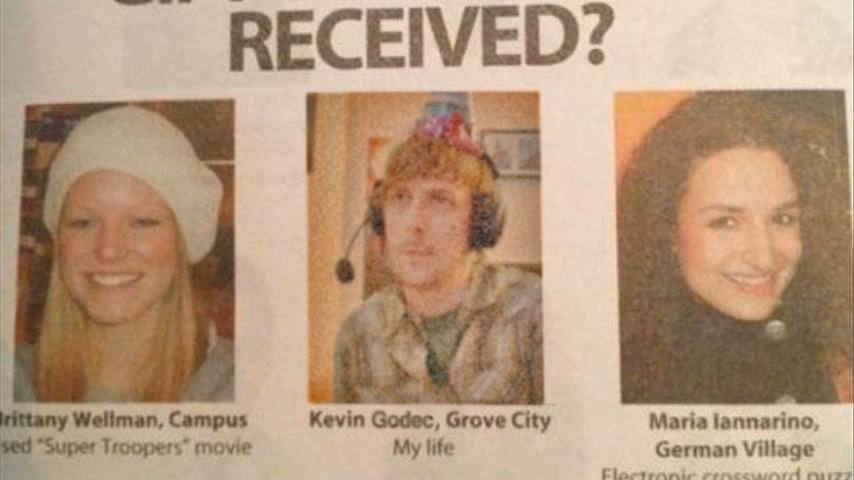 RECEIVED?
Brittany Wellman, Campus
Kevin Godec, Grove City
Maria Iannarino,
German Village
sed "Super Troopers" movie
My life
Electronic crossword puzz